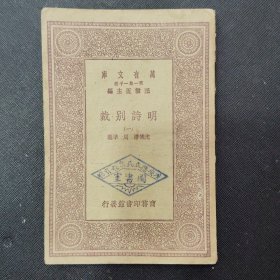 萬有文庫
第一集一千種
王雲五主編
明詩別裁
(一)
沈德潛 周準編
圖書室
商務印書館發行